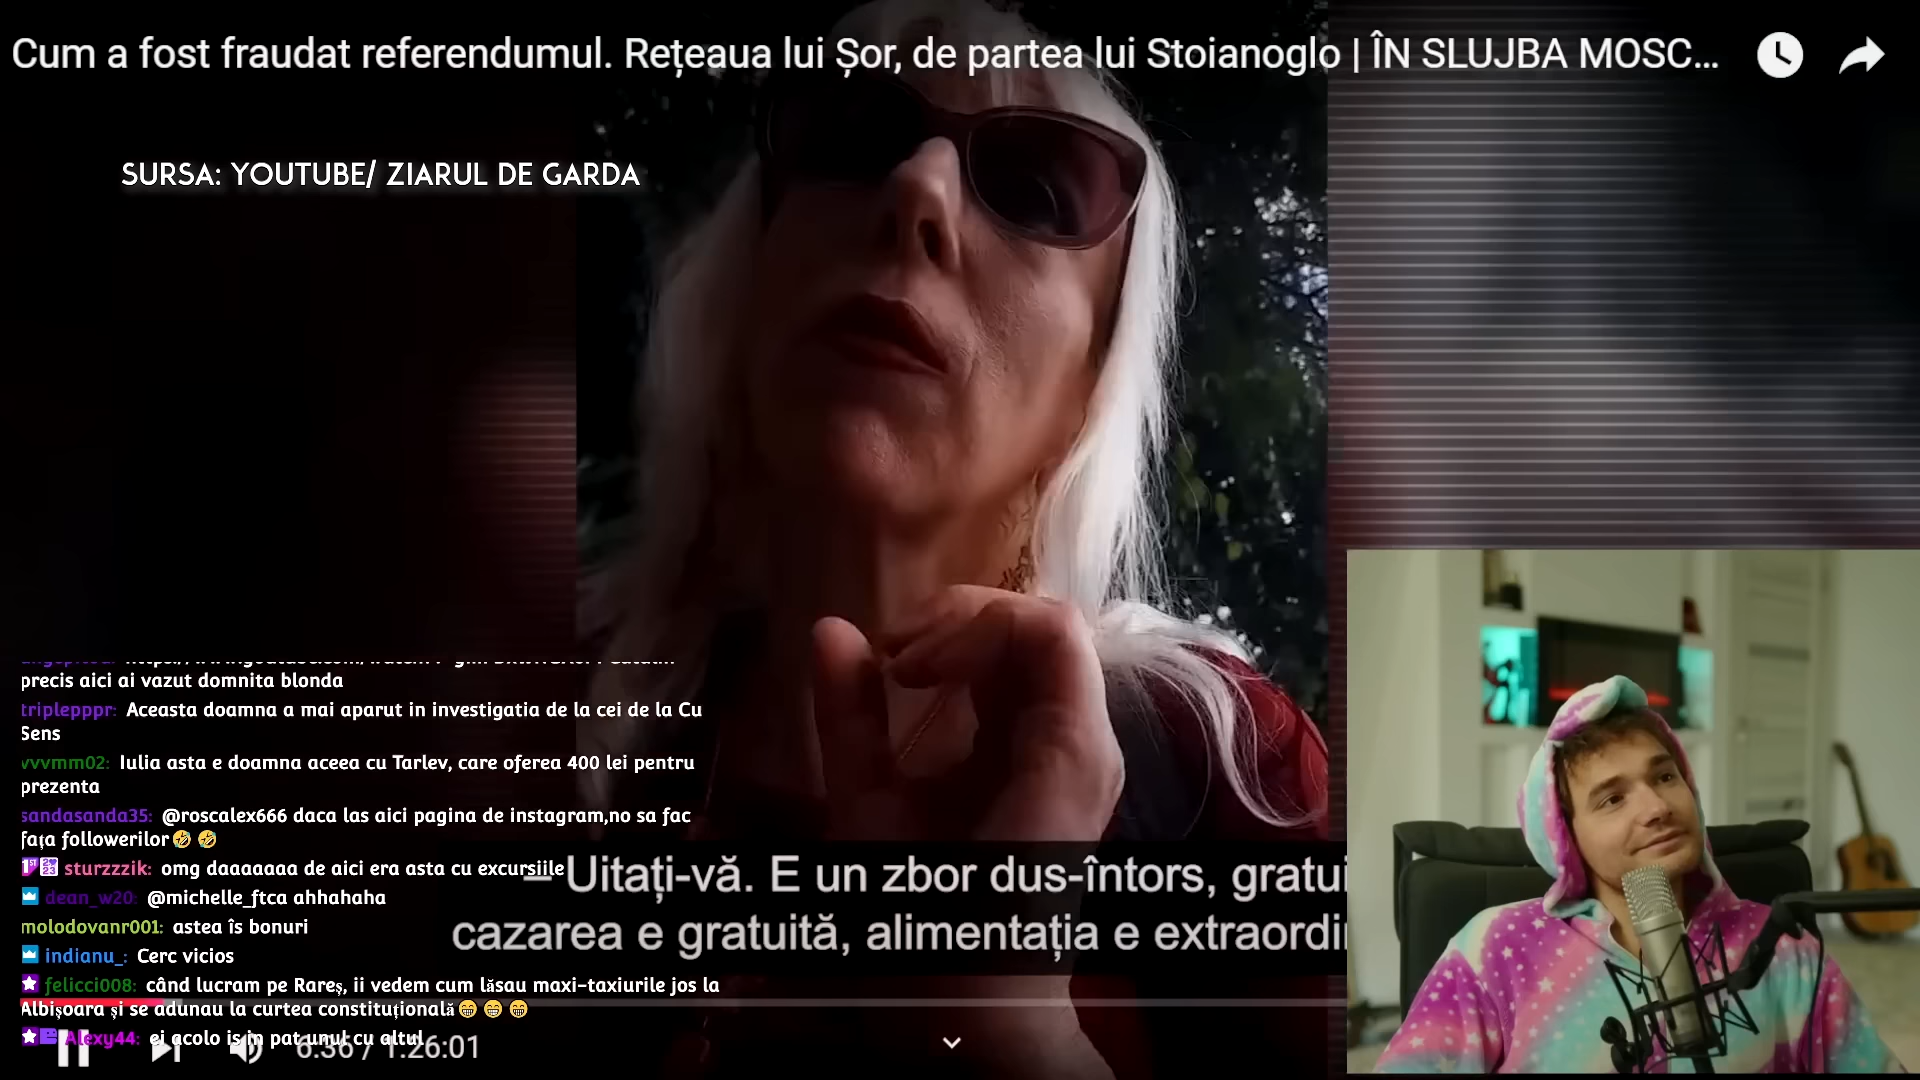 Cum a fost fraudat referendumul. Rețeaua lui Șor, de partea lui Stoianoglo | ÎN SLUJBA MOSC...
SURSA: YOUTUBE/ ZIARUL DE GARDA
precis aici ai vazut domnita blonda
triplepppr: Aceasta doamna a mai aparut in investigatia de la cei de la Cu
Sens
vvvmm02: Iulia asta e doamna aceea cu Tarlev, care oferea 400 lei pentru
prezenta
sandasanda35: @roscalex666 daca las aici pagina de instagram,no sa fac
fața followerilor🤣 🤣
1ST sturzzzik: omg daaaaaaa de aici era asta cu excursiile
dean_w20: @michelle_ftca ahhahaha
molodovanr001: astea îs bonuri
indianu_: Cerc vicios
felicci008: când lucram pe Rareș, ii vedem cum lăsau maxi-taxiurile jos la
Albișoara și se adunau la curtea constituțională😁 😁 😁
Alexy44: ei acolo is in pat unul cu altul
– Uitați-vă. E un zbor dus-întors, gratui
cazarea e gratuită, alimentația e extraordi
6:36 / 1:26:01